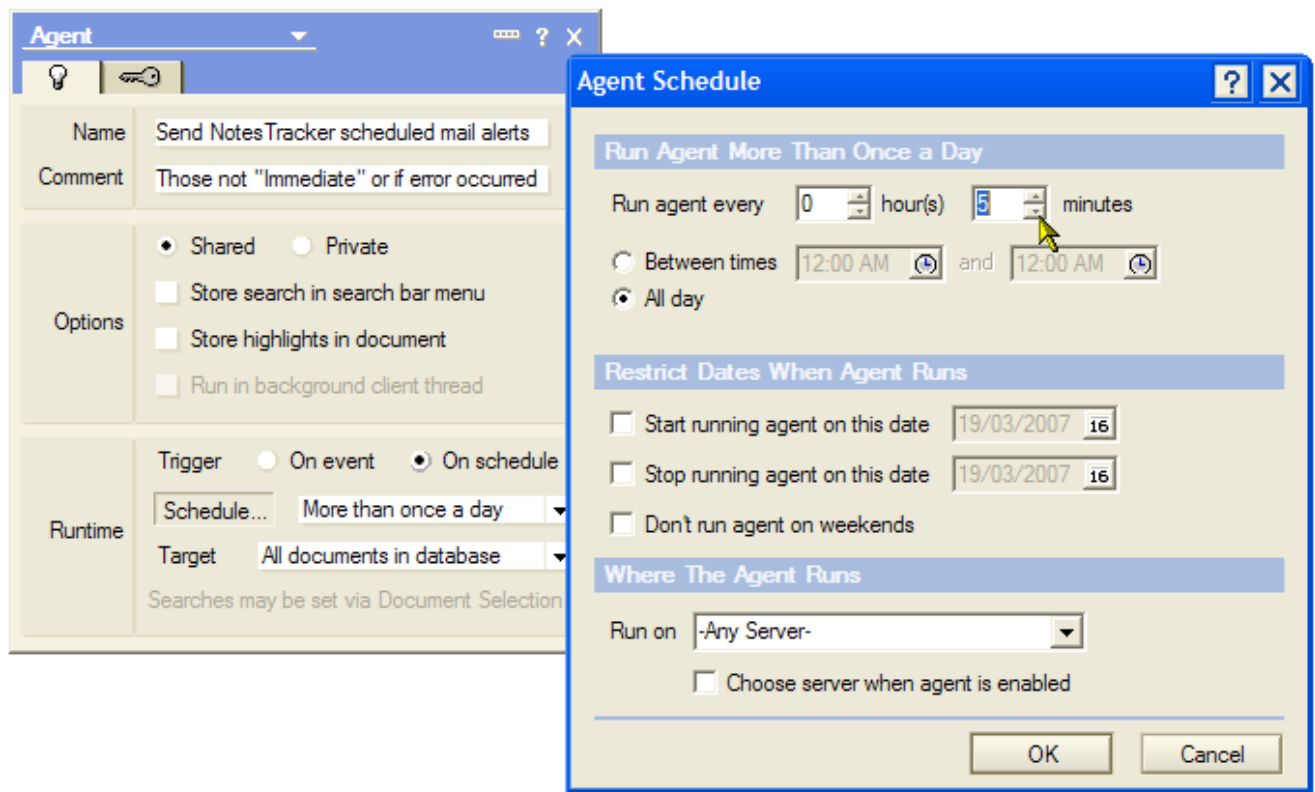 Agent
Name Send NotesTracker scheduled mail alerts
Comment Those not "Immediate" or if error occurred
Options
Shared Private
Store search in search bar menu
Store highlights in document
Run in background client thread
Runtime
Trigger On event On schedule
Schedule... More than once a day
Target All documents in database
Searches may be set via Document Selection
Agent Schedule
Run Agent More Than Once a Day
Run agent every 0 hour(s) 5 minutes
Between times 12:00 AM and 12:00 AM
All day
Restrict Dates When Agent Runs
Start running agent on this date 19/03/2007 16
Stop running agent on this date 19/03/2007 16
Don't run agent on weekends
Where The Agent Runs
Run on -Any Server-
Choose server when agent is enabled
OK Cancel